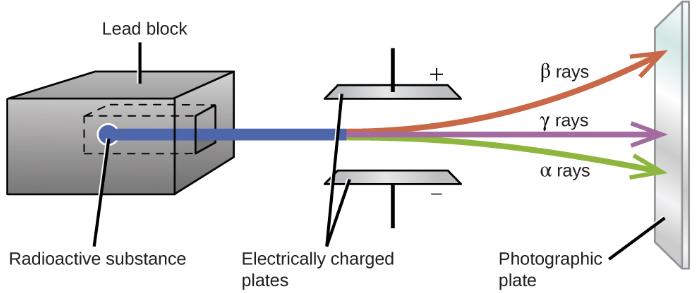 Lead block
+
β rays
γ rays
α rays
−
Radioactive substance
Electrically charged
plates
Photographic
plate